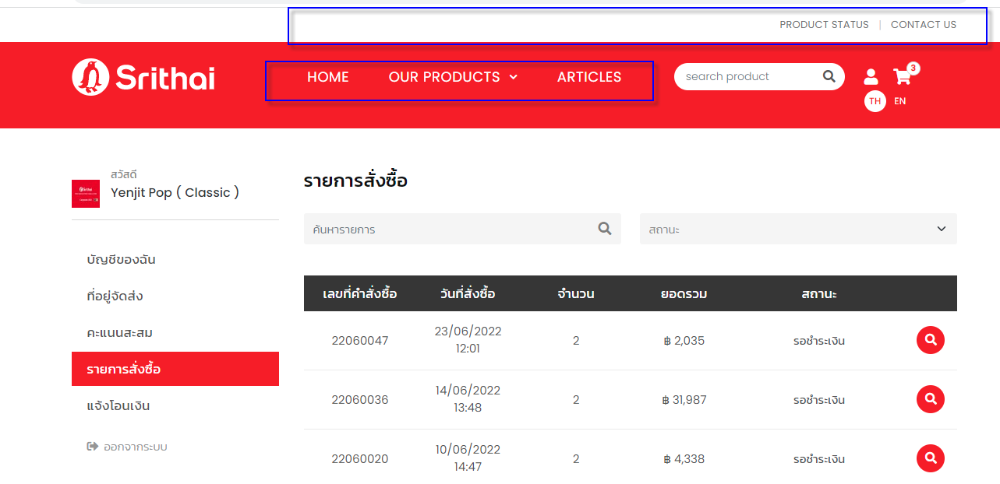 PRODUCT STATUS | CONTACT US
Srithai HOME OUR PRODUCTS ARTICLES search product 3
TH EN
สวัสดี
Yenjit Pop ( Classic )
รายการสั่งซื้อ
ค้นหารายการ สถานะ
บัญชีของฉัน
ที่อยู่จัดส่ง
คะแนนสะสม
รายการสั่งซื้อ
แจ้งโอนเงิน
ออกจากระบบ
เลขที่คำสั่งซื้อ วันที่สั่งซื้อ จำนวน ยอดรวม สถานะ
22060047 23/06/2022 12:01 2 ฿ 2,035 รอชำระเงิน
22060036 14/06/2022 13:48 2 ฿ 31,987 รอชำระเงิน
22060020 10/06/2022 14:47 2 ฿ 4,338 รอชำระเงิน